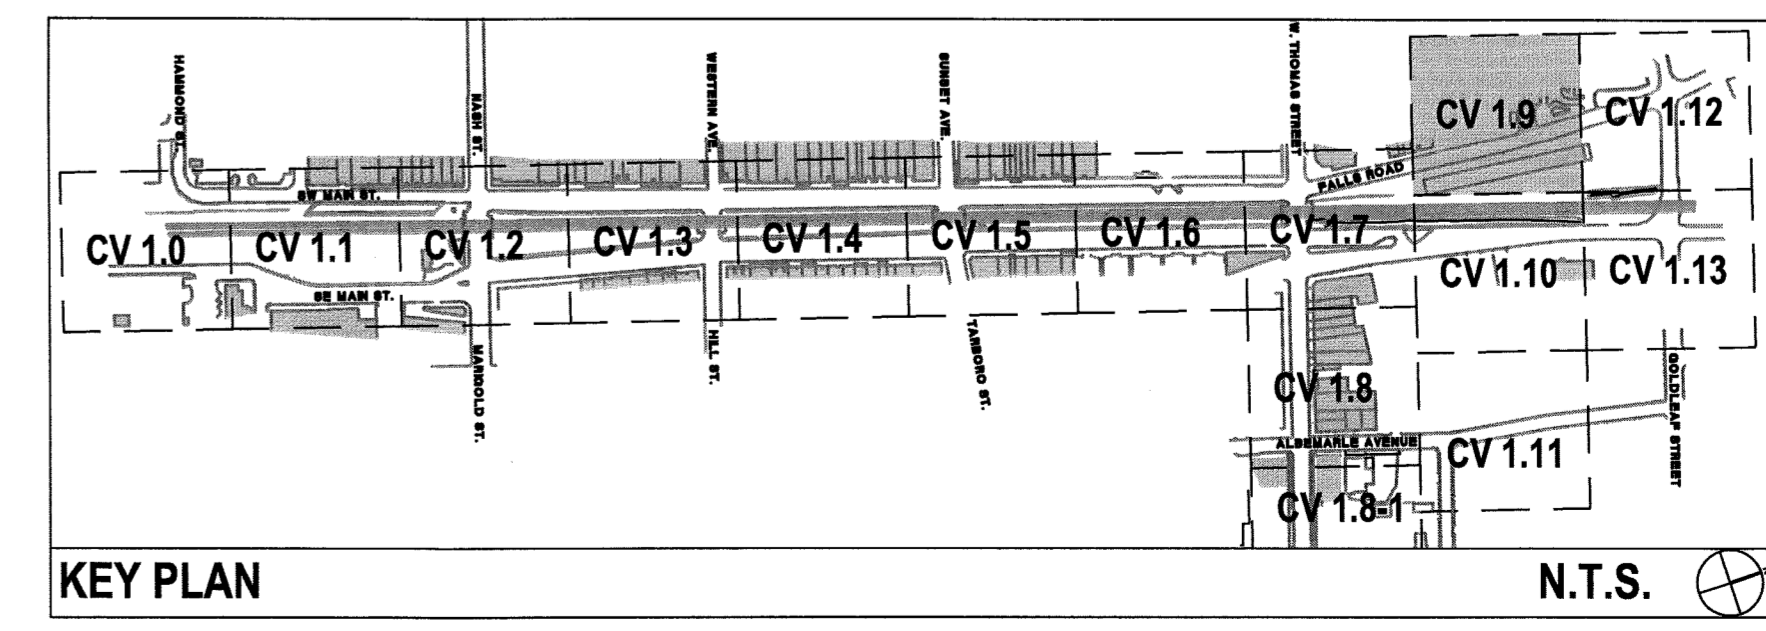 HAMMOND ST.
NASH ST.
WESTERN AVE.
SUNSET AVE.
W. THOMAS STREET
CV 1.9
CV 1.12
FALLS ROAD
SW MAIN ST.
CV 1.0
CV 1.1
CV 1.2
CV 1.3
CV 1.4
CV 1.5
CV 1.6
CV 1.7
CV 1.10
CV 1.13
SE MAIN ST.
MARIGOLD ST.
HILL ST.
TARBORO ST.
GOLDLEAF STREET
CV 1.8
ALBEMARLE AVENUE
CV 1.11
CV 1.8-1
KEY PLAN
N.T.S.